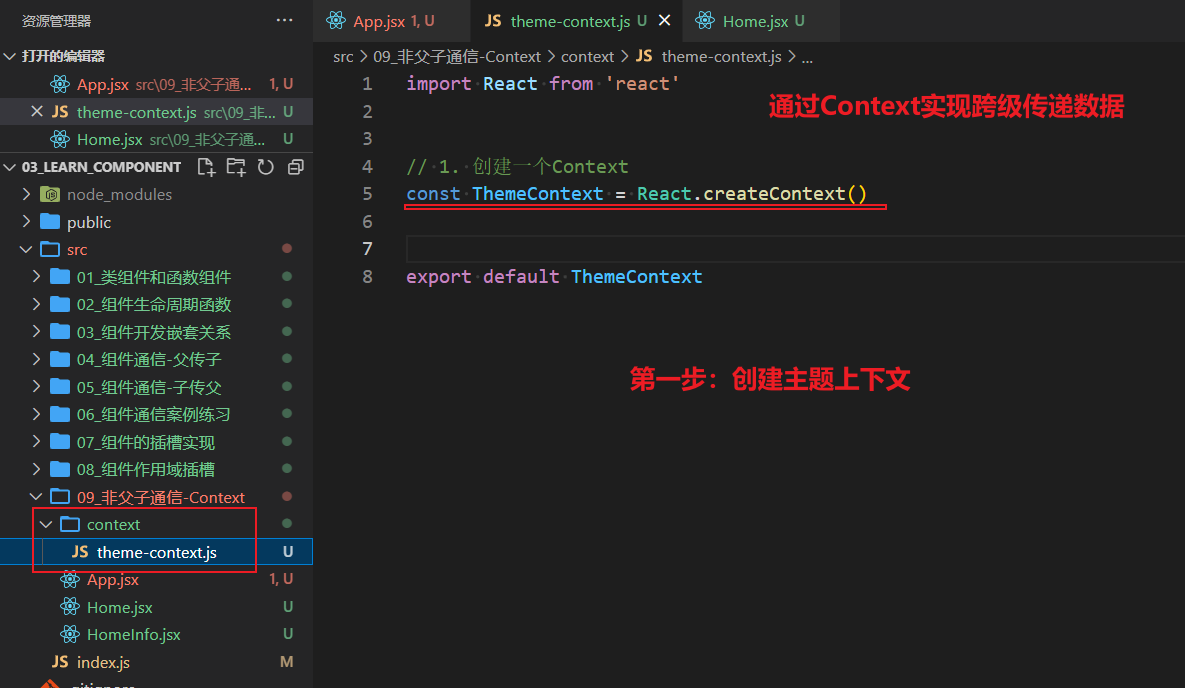 资源管理器 ···
打开的编辑器
App.jsx src\09_非父子通... 1, U
theme-context.js src\09_非... U
Home.jsx src\09_非父子通... U
03_LEARN_COMPONENT
node_modules
public
src
01_类组件和函数组件
02_组件生命周期函数
03_组件开发嵌套关系
04_组件通信-父传子
05_组件通信-子传父
06_组件通信案例练习
07_组件的插槽实现
08_组件作用域插槽
09_非父子通信-Context
context
JS theme-context.js U
App.jsx 1, U
Home.jsx U
HomeInfo.jsx U
JS index.js M
.gitignore
App.jsx 1, U JS theme-context.js U Home.jsx U
src > 09_非父子通信-Context > context > JS theme-context.js > ...
1 import React from 'react'
通过Context实现跨级传递数据
2
3
4 // 1. 创建一个Context
5 const ThemeContext = React.createContext()
6
7
8 export default ThemeContext
第一步：创建主题上下文